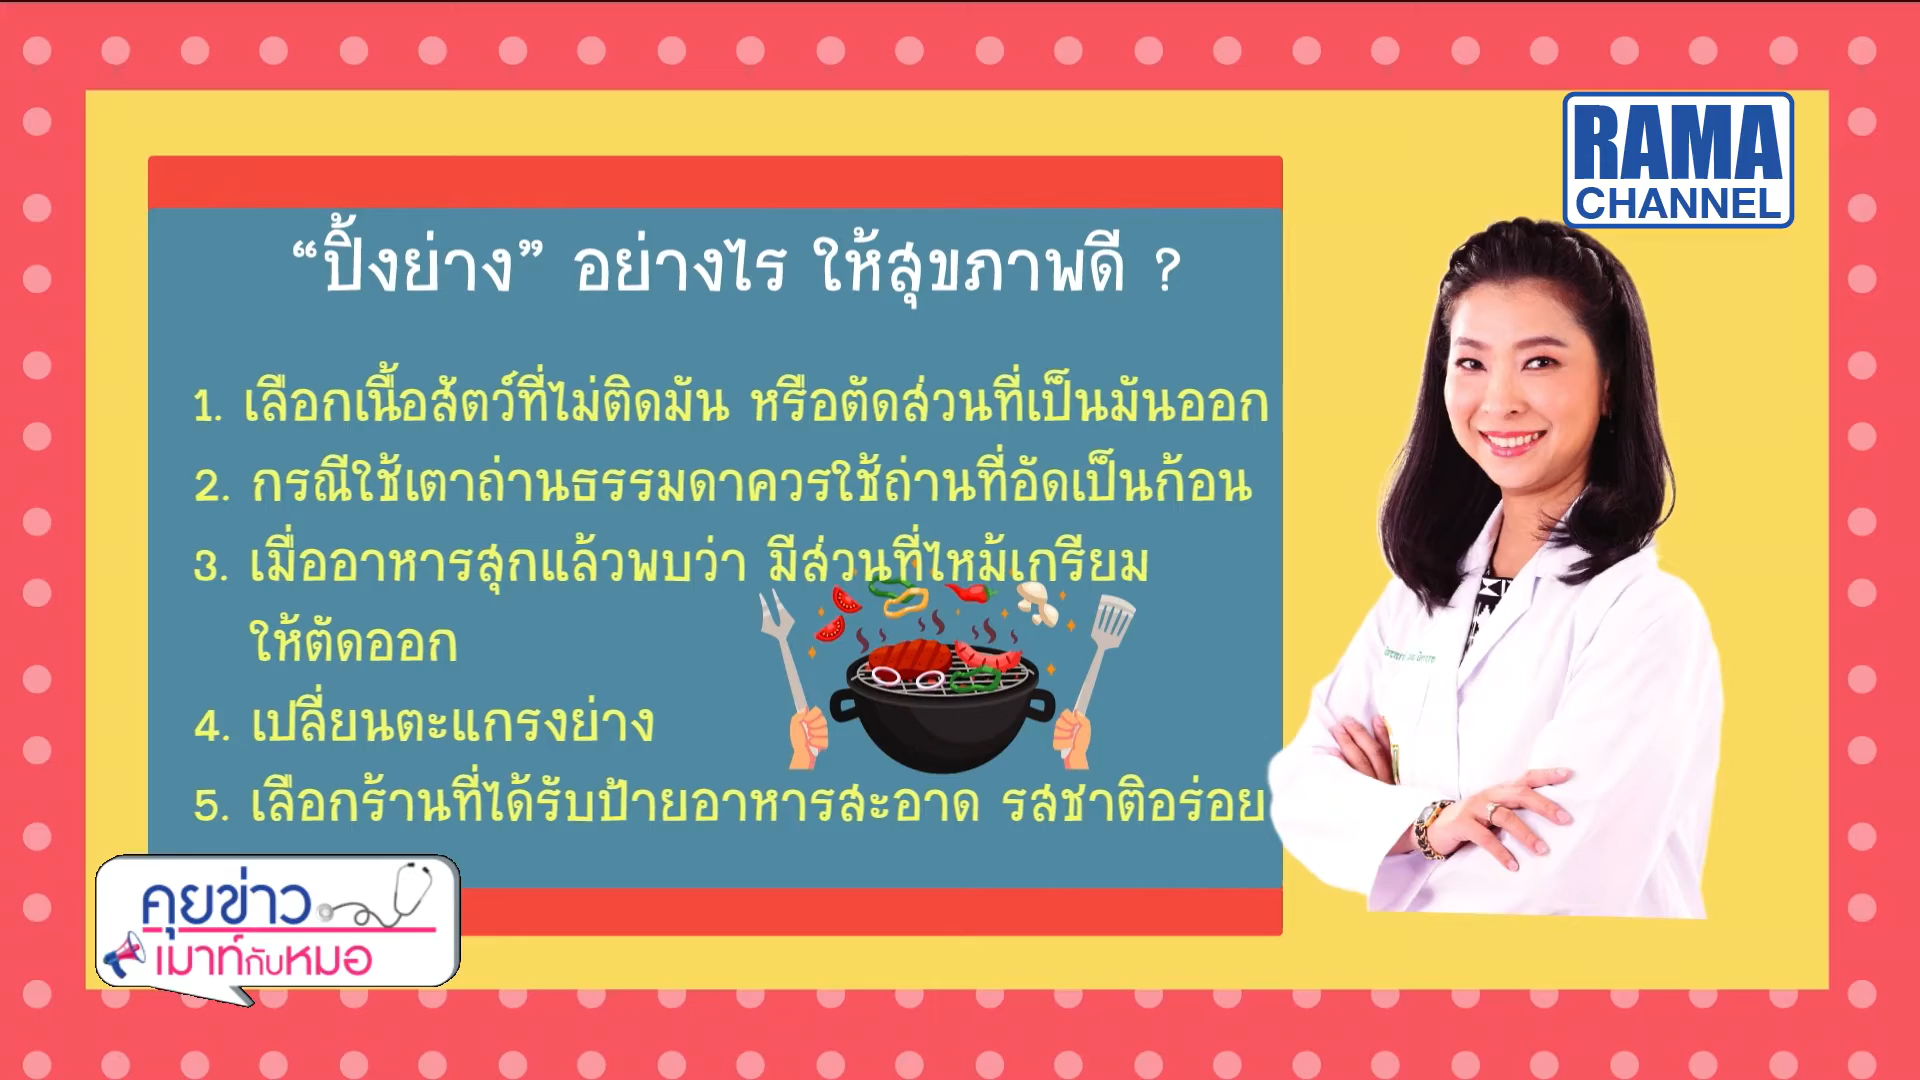 RAMA
CHANNEL
“ปิ้งย่าง” อย่างไร ให้สุขภาพดี ?
1. เลือกเนื้อสัตว์ที่ไม่ติดมัน หรือตัดส่วนที่เป็นมันออก
2. กรณีใช้เตาถ่านธรรมดาควรใช้ถ่านที่อัดเป็นก้อน
3. เมื่ออาหารสุกแล้วพบว่า มีส่วนที่ไหม้เกรียม
ให้ตัดออก
4. เปลี่ยนตะแกรงย่าง
5. เลือกร้านที่ได้รับป้ายอาหารสะอาด รสชาติอร่อย
คุยข่าว
เมาท์กับหมอ